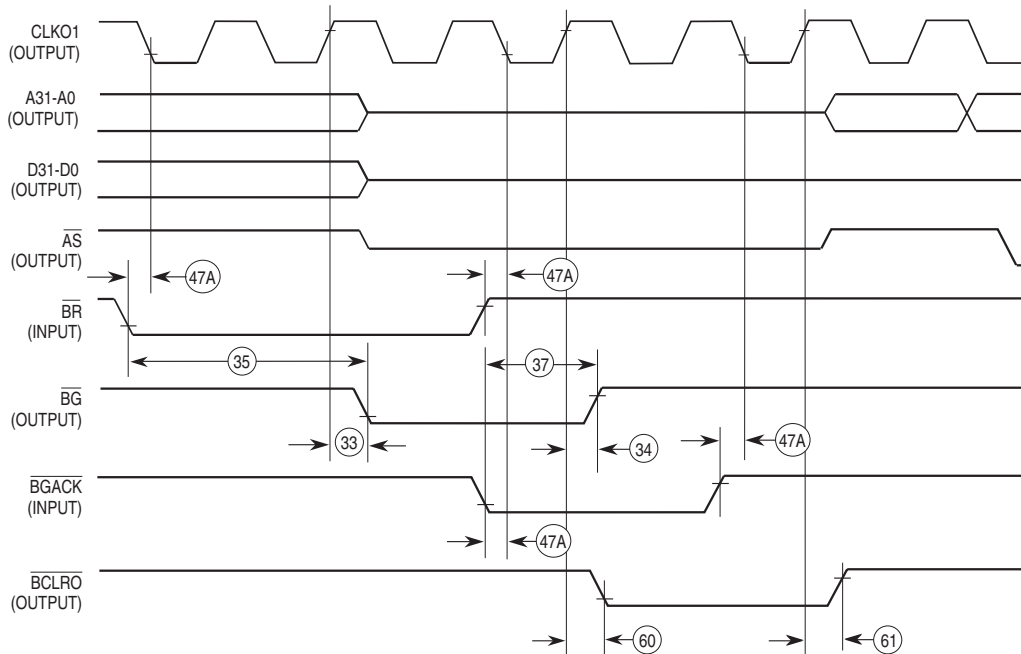 CLKO1
(OUTPUT)
A31-A0
(OUTPUT)
D31-D0
(OUTPUT)
AS
(OUTPUT)
47A
47A
BR
(INPUT)
35
37
BG
(OUTPUT)
33
34
47A
BGACK
(INPUT)
47A
BCLRO
(OUTPUT)
60
61